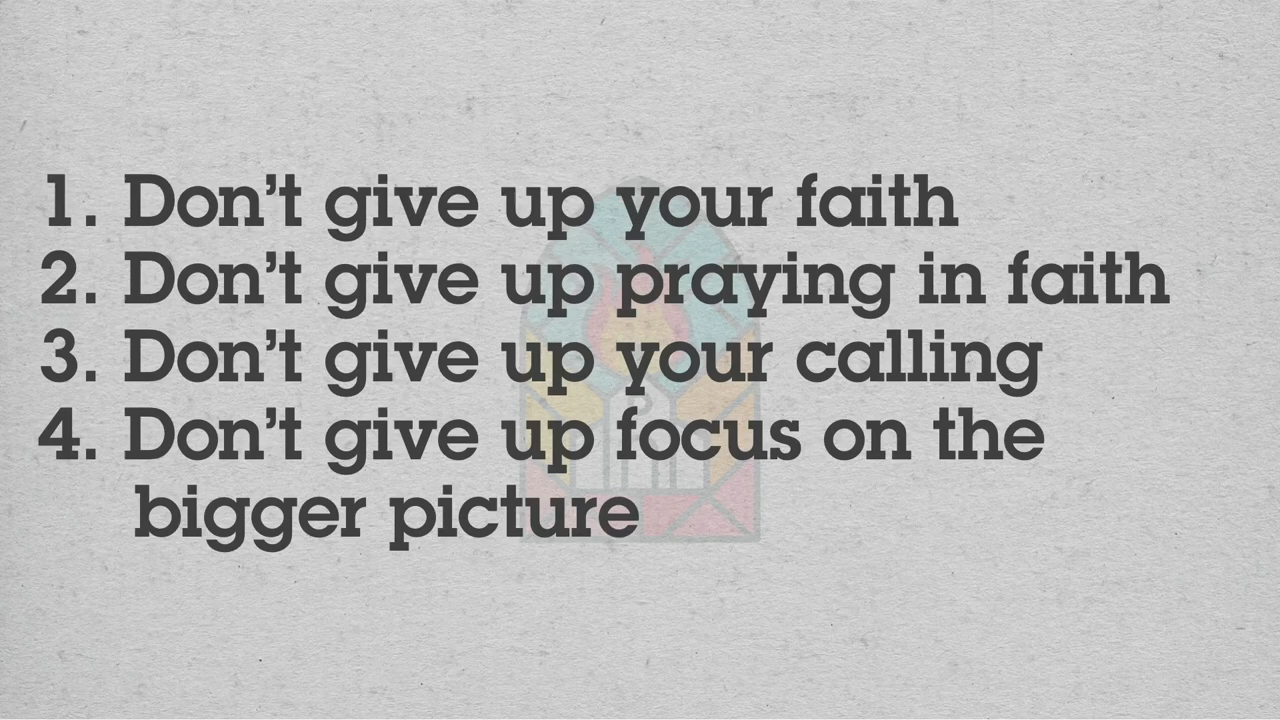 1. Don’t give up your faith
2. Don’t give up praying in faith
3. Don’t give up your calling
4. Don’t give up focus on the
bigger picture